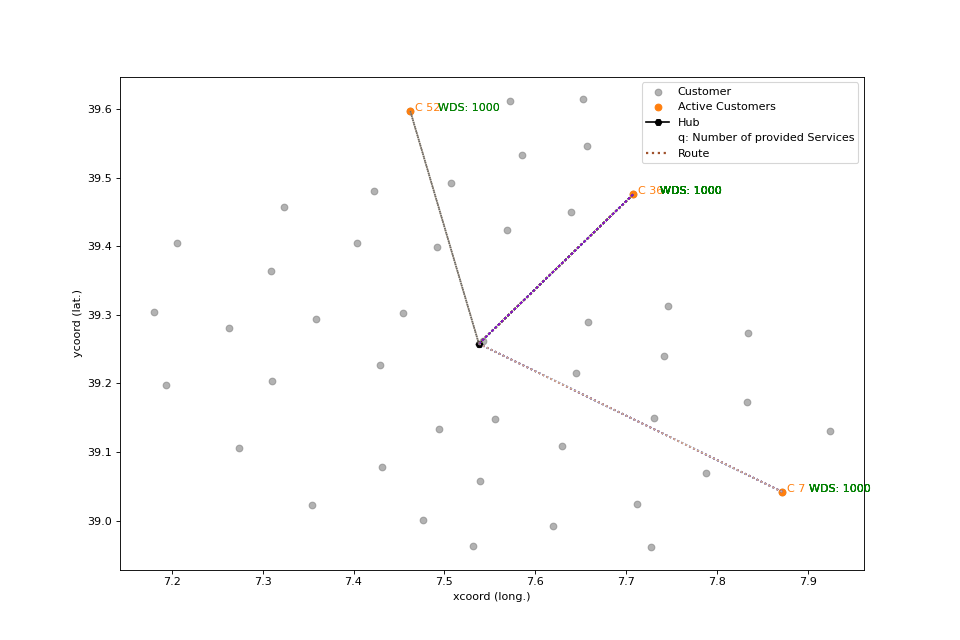 Customer
Active Customers
Hub
q: Number of provided Services
Route
C 52 WDS: 1000
C 36 WDS: 1000
C 7 WDS: 1000
39.6
39.5
39.4
39.3
39.2
39.1
39.0
ycoord (lat.)
7.2 7.3 7.4 7.5 7.6 7.7 7.8 7.9
xcoord (long.)